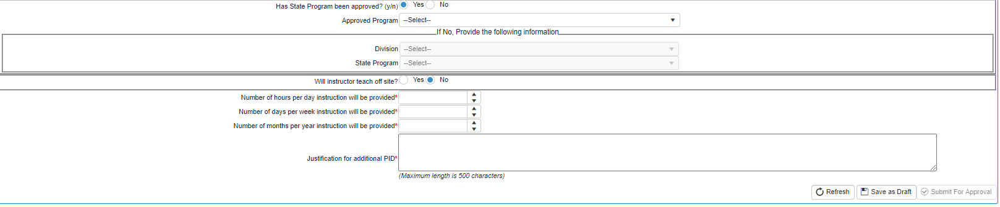 Has State Program been approved? (y/n) Yes No
Approved Program --Select--
If No, Provide the following information
Division --Select--
State Program --Select--
Will instructor teach off site? Yes No
Number of hours per day instruction will be provided*
Number of days per week instruction will be provided*
Number of months per year instruction will be provided*
Justification for additional PID*
(Maximum length is 500 characters)
Refresh Save as Draft Submit For Approval